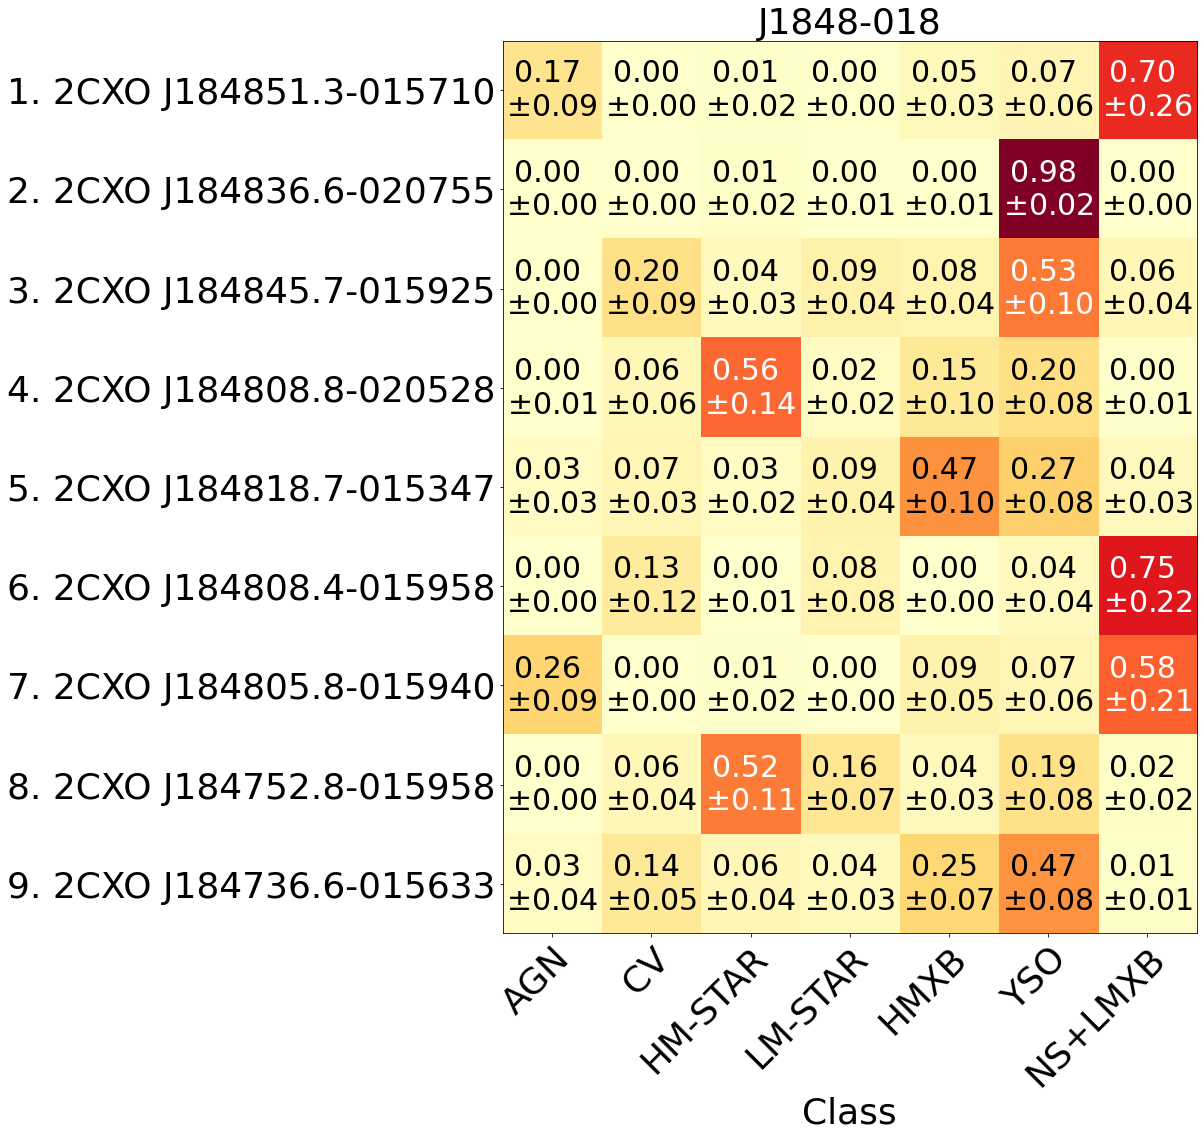 J1848-018
1. 2CXO J184851.3-015710
0.17 0.00 0.01 0.00 0.05 0.07 0.70
±0.09 ±0.00 ±0.02 ±0.00 ±0.03 ±0.06 ±0.26
2. 2CXO J184836.6-020755
0.00 0.00 0.01 0.00 0.00 0.98 0.00
±0.00 ±0.00 ±0.02 ±0.01 ±0.01 ±0.02 ±0.00
3. 2CXO J184845.7-015925
0.00 0.20 0.04 0.09 0.08 0.53 0.06
±0.00 ±0.09 ±0.03 ±0.04 ±0.04 ±0.10 ±0.04
4. 2CXO J184808.8-020528
0.00 0.06 0.56 0.02 0.15 0.20 0.00
±0.01 ±0.06 ±0.14 ±0.02 ±0.10 ±0.08 ±0.01
5. 2CXO J184818.7-015347
0.03 0.07 0.03 0.09 0.47 0.27 0.04
±0.03 ±0.03 ±0.02 ±0.04 ±0.10 ±0.08 ±0.03
6. 2CXO J184808.4-015958
0.00 0.13 0.00 0.08 0.00 0.04 0.75
±0.00 ±0.12 ±0.01 ±0.08 ±0.00 ±0.04 ±0.22
7. 2CXO J184805.8-015940
0.26 0.00 0.01 0.00 0.09 0.07 0.58
±0.09 ±0.00 ±0.02 ±0.00 ±0.05 ±0.06 ±0.21
8. 2CXO J184752.8-015958
0.00 0.06 0.52 0.16 0.04 0.19 0.02
±0.00 ±0.04 ±0.11 ±0.07 ±0.03 ±0.08 ±0.02
9. 2CXO J184736.6-015633
0.03 0.14 0.06 0.04 0.25 0.47 0.01
±0.04 ±0.05 ±0.04 ±0.03 ±0.07 ±0.08 ±0.01
AGN CV HM-STAR LM-STAR HMXB YSO NS+LMXB
Class